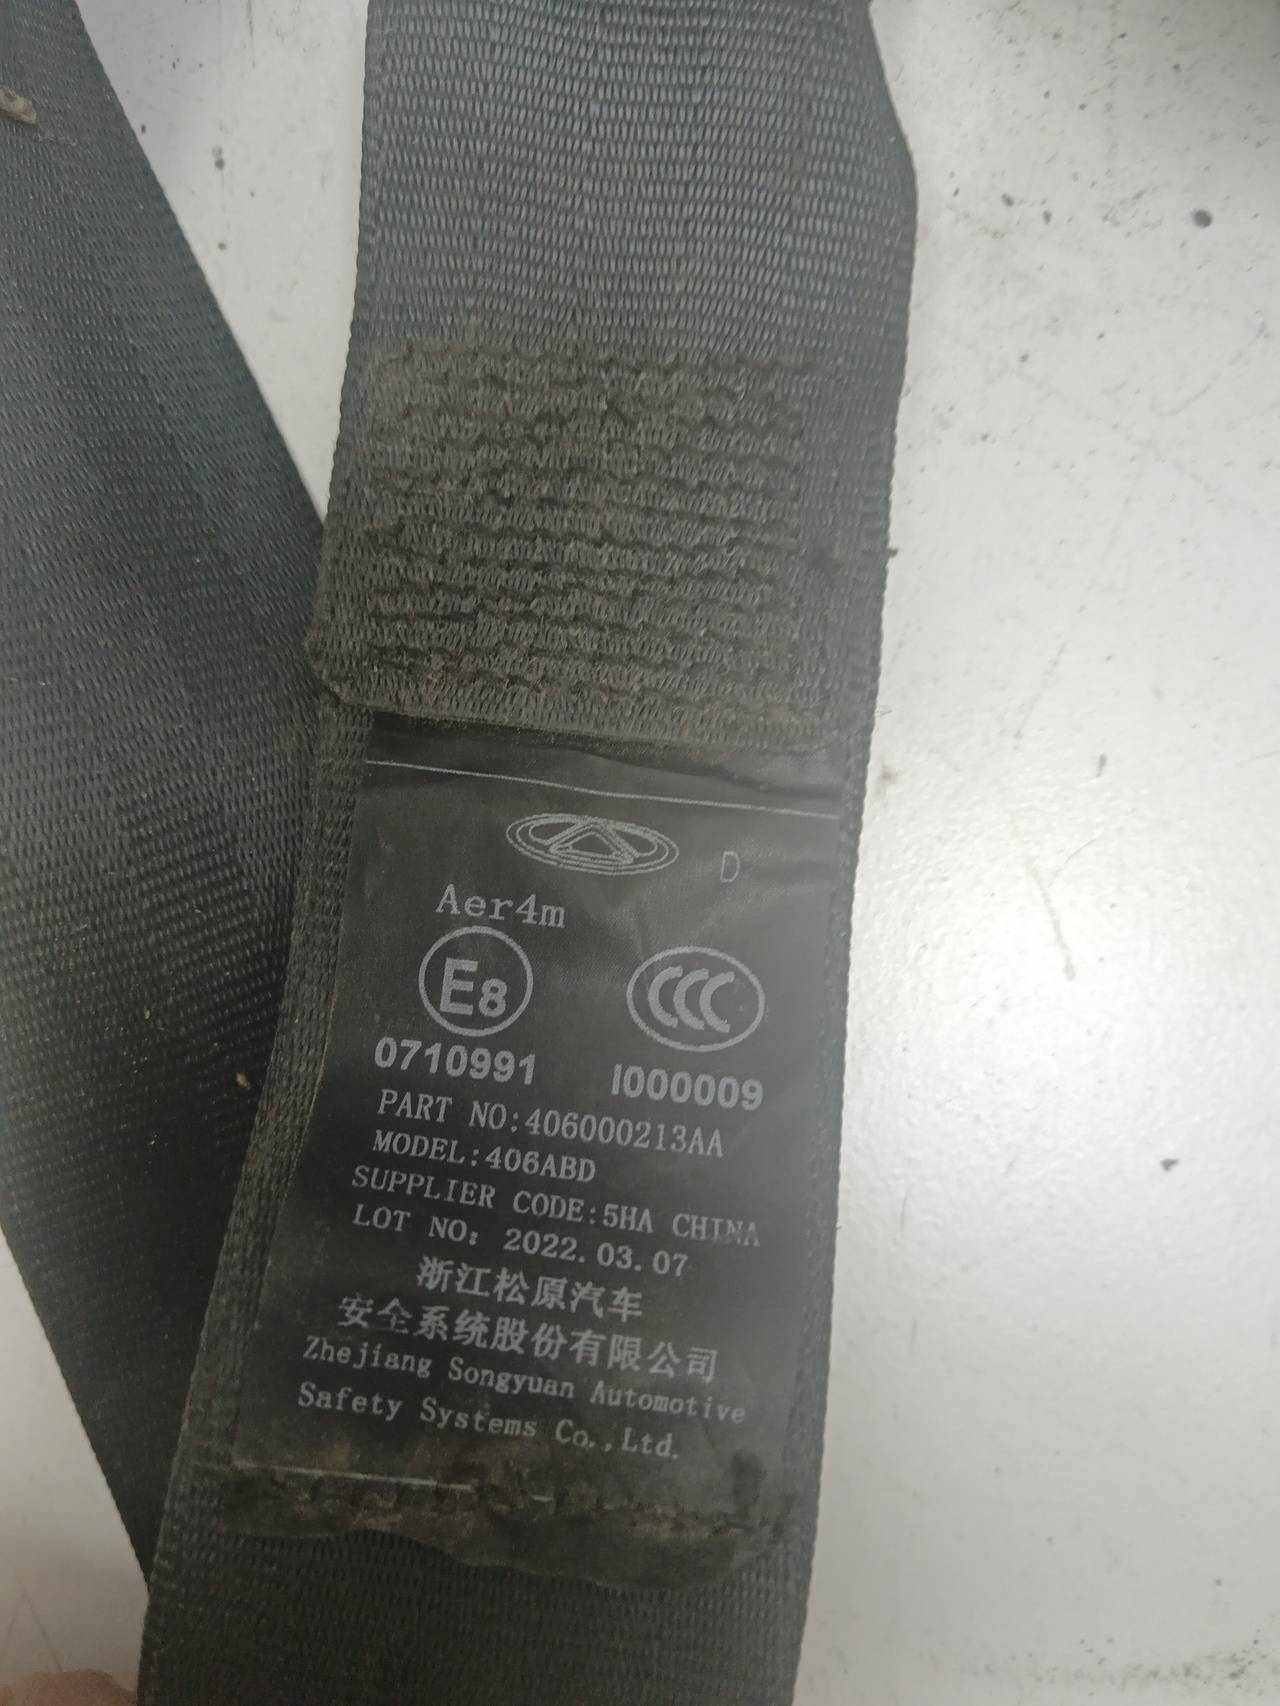 D
Aer4m
E8
CCC
0710991 I000009
PART NO:406000213AA
MODEL:406ABD
SUPPLIER CODE:5HA CHINA
LOT NO: 2022.03.07
浙江松原汽车
安全系统股份有限公司
Zhejiang Songyuan Automotive
Safety Systems Co.,Ltd.